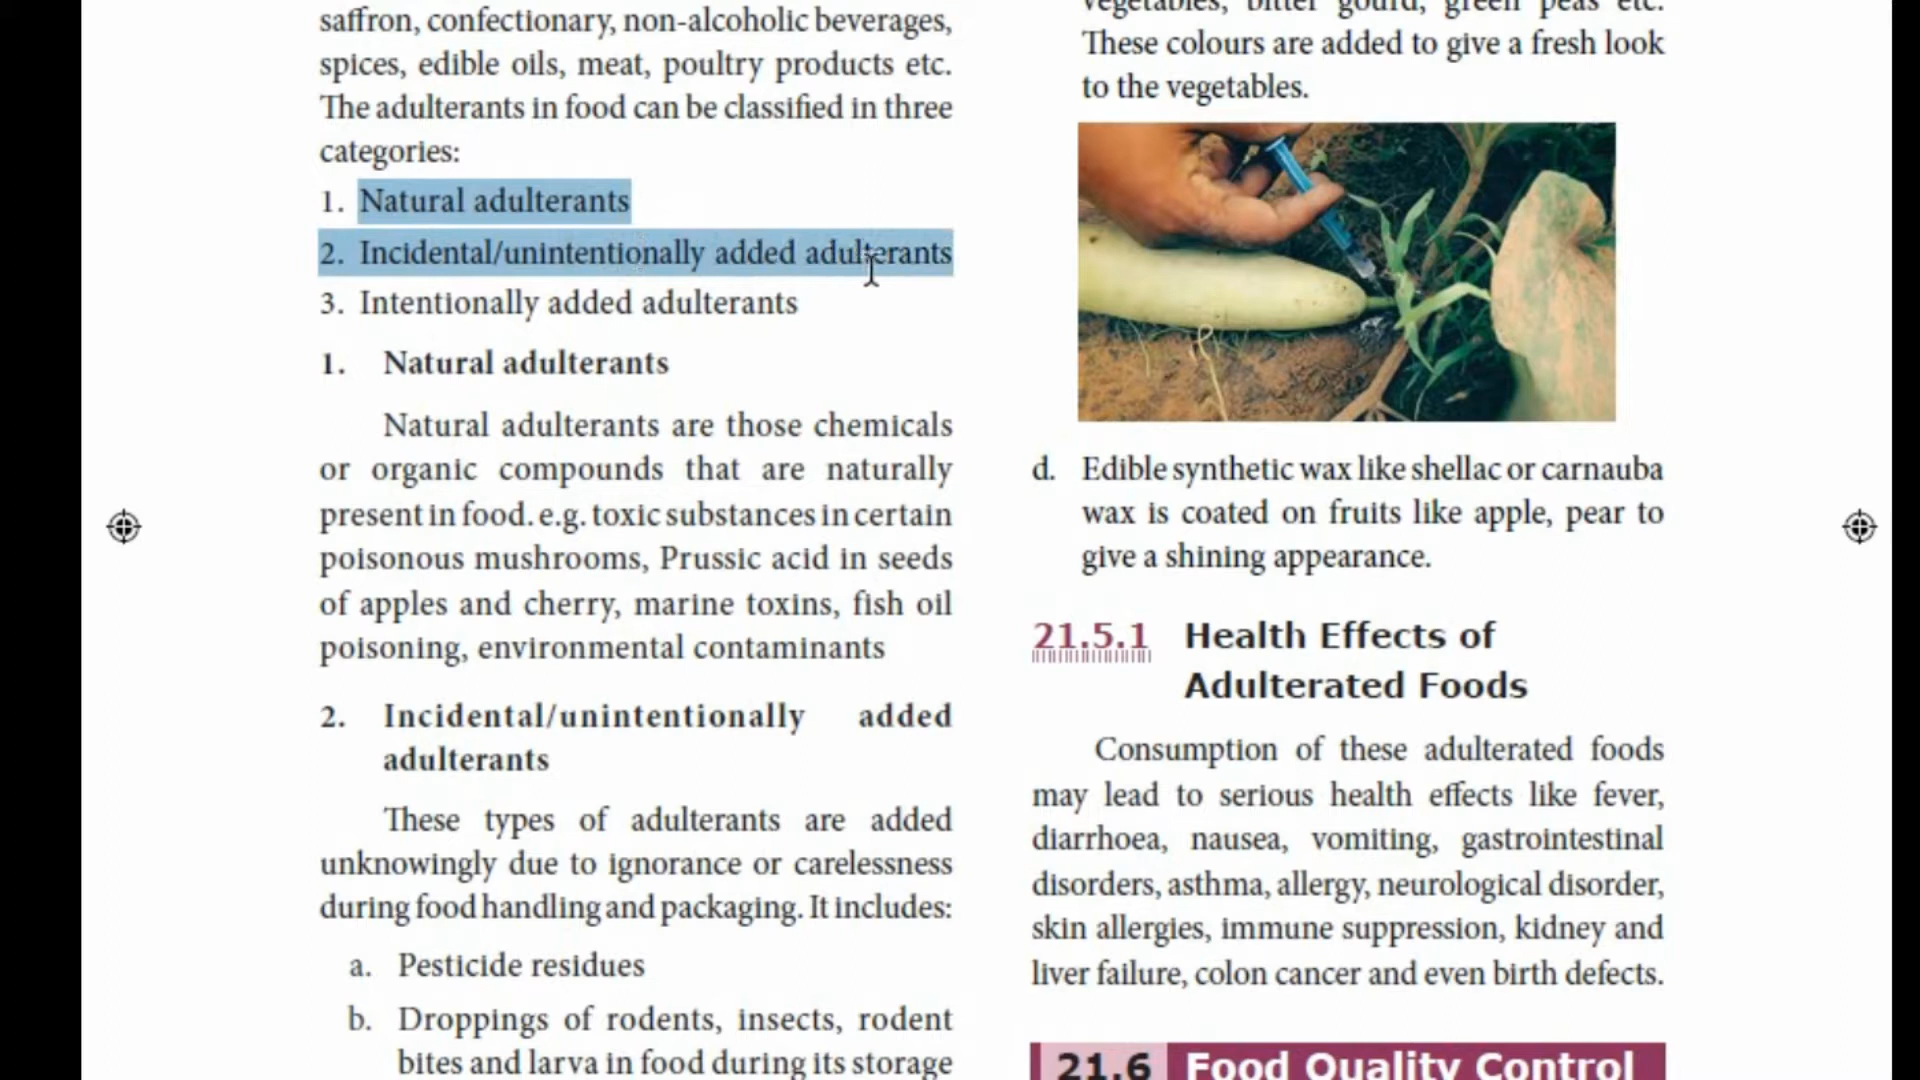 saffron, confectionary, non-alcoholic beverages,
spices, edible oils, meat, poultry products etc.
The adulterants in food can be classified in three
categories:
1. Natural adulterants
2. Incidental/unintentionally added adulterants
3. Intentionally added adulterants
1. Natural adulterants
Natural adulterants are those chemicals
or organic compounds that are naturally
present in food. e.g. toxic substances in certain
poisonous mushrooms, Prussic acid in seeds
of apples and cherry, marine toxins, fish oil
poisoning, environmental contaminants
2. Incidental/unintentionally added
adulterants
These types of adulterants are added
unknowingly due to ignorance or carelessness
during food handling and packaging. It includes:
a. Pesticide residues
b. Droppings of rodents, insects, rodent
bites and larva in food during its storage
vegetables, bitter gourd, green peas etc.
These colours are added to give a fresh look
to the vegetables.
d. Edible synthetic wax like shellac or carnauba
wax is coated on fruits like apple, pear to
give a shining appearance.
21.5.1 Health Effects of
Adulterated Foods
Consumption of these adulterated foods
may lead to serious health effects like fever,
diarrhoea, nausea, vomiting, gastrointestinal
disorders, asthma, allergy, neurological disorder,
skin allergies, immune suppression, kidney and
liver failure, colon cancer and even birth defects.
21.6 Food Quality Control